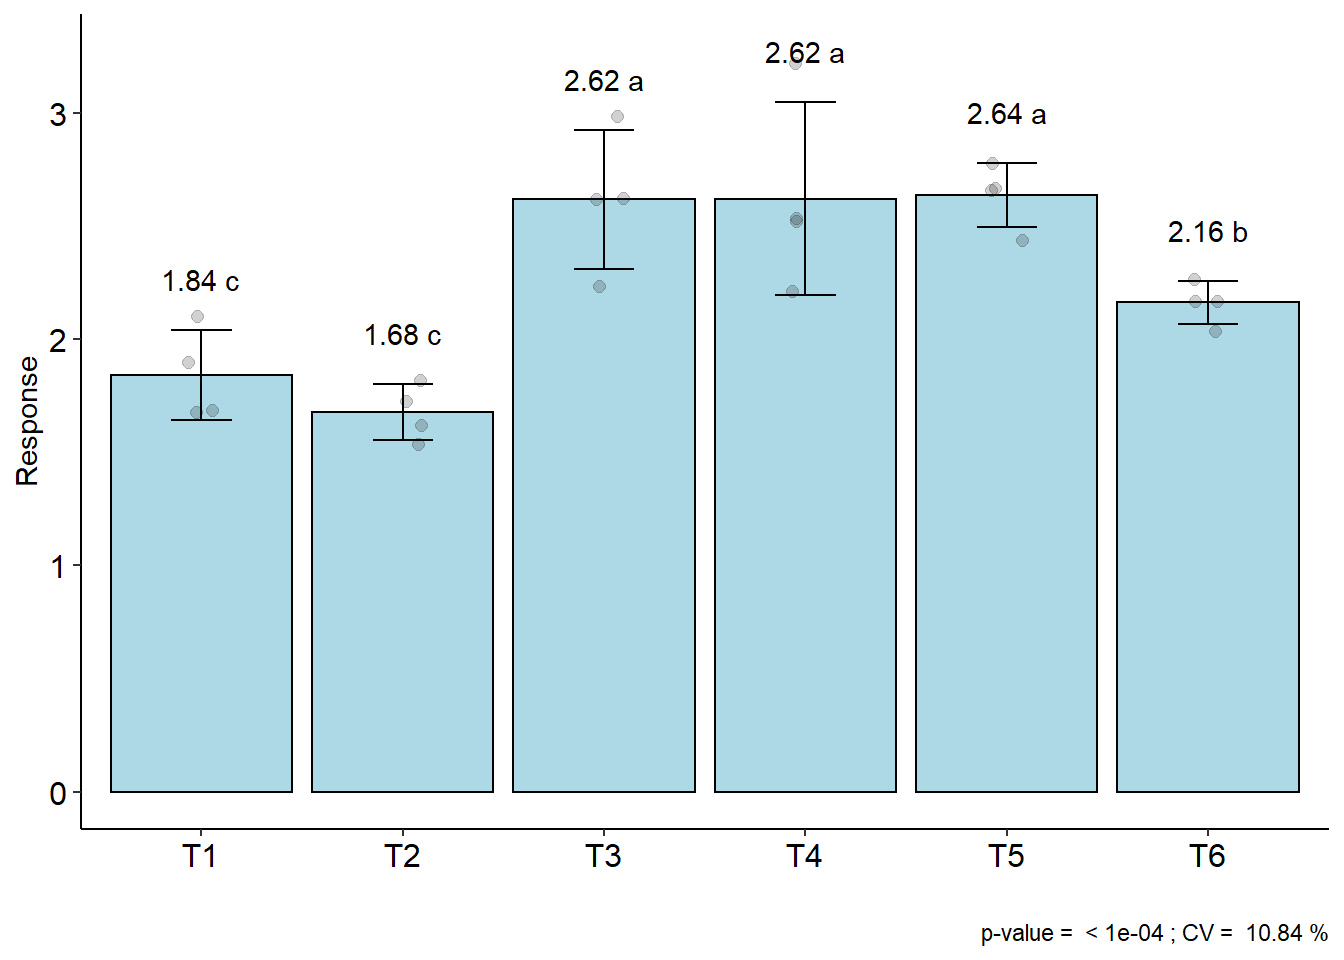 2.62 a
2.62 a
2.64 a
2.16 b
1.84 c
1.68 c
3
2
1
0
Response
T1 T2 T3 T4 T5 T6
p-value =  < 1e-04 ; CV =  10.84 %